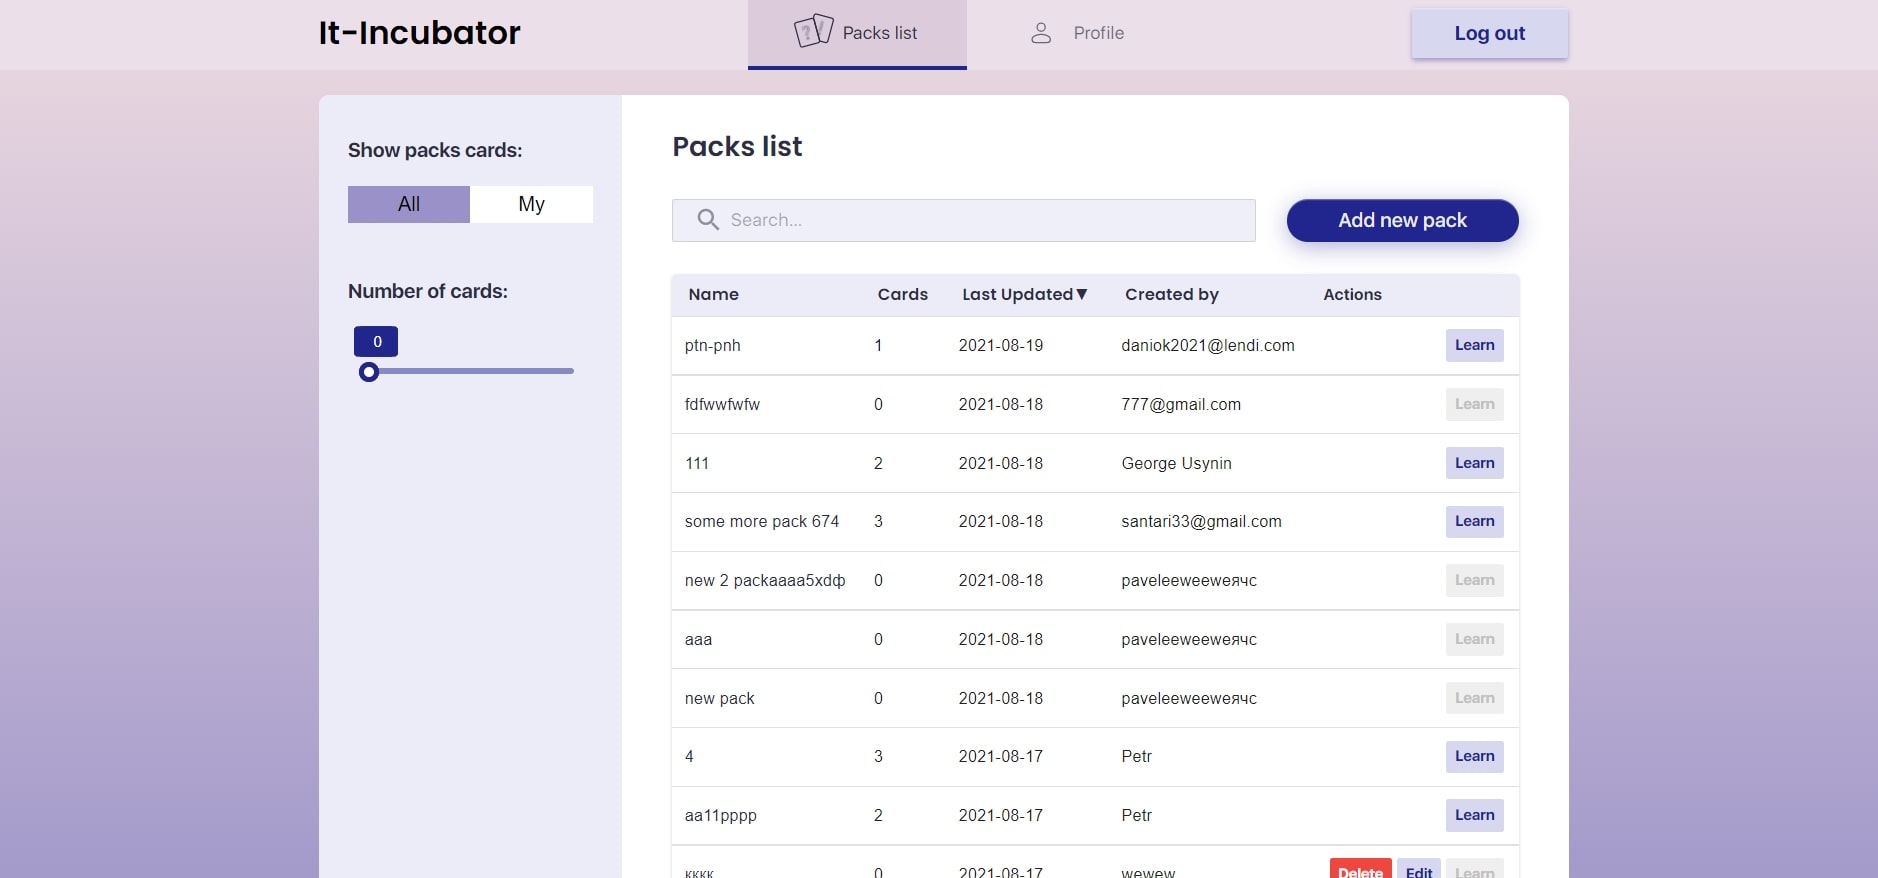 It-Incubator
Packs list
Profile
Log out
Show packs cards:
All My
Number of cards:
0
Packs list
Search...
Add new pack
Name Cards Last Updated▼ Created by Actions
ptn-pnh 1 2021-08-19 daniok2021@lendi.com Learn
fdfwwfwfw 0 2021-08-18 777@gmail.com Learn
111 2 2021-08-18 George Usynin Learn
some more pack 674 3 2021-08-18 santari33@gmail.com Learn
new 2 packaaaa5xdф 0 2021-08-18 paveleeweeweячс Learn
aaa 0 2021-08-18 paveleeweeweячс Learn
new pack 0 2021-08-18 paveleeweeweячс Learn
4 3 2021-08-17 Petr Learn
aa11pppp 2 2021-08-17 Petr Learn
кккк 0 2021-08-17 wewew Delete Edit Learn